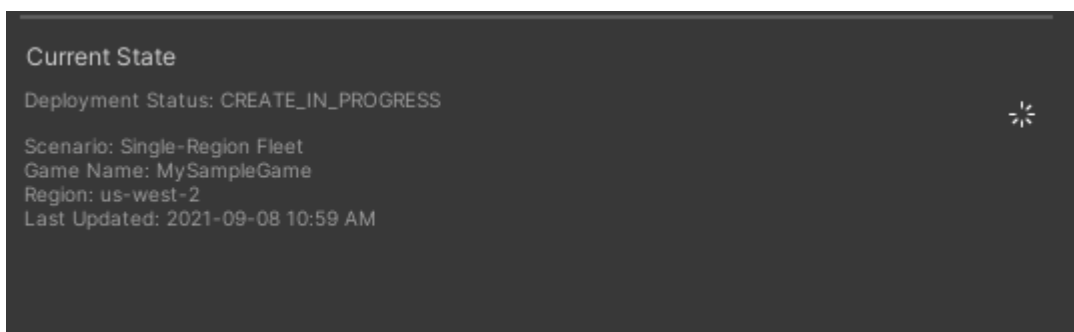 Current State
Deployment Status: CREATE_IN_PROGRESS
Scenario: Single-Region Fleet
Game Name: MySampleGame
Region: us-west-2
Last Updated: 2021-09-08 10:59 AM